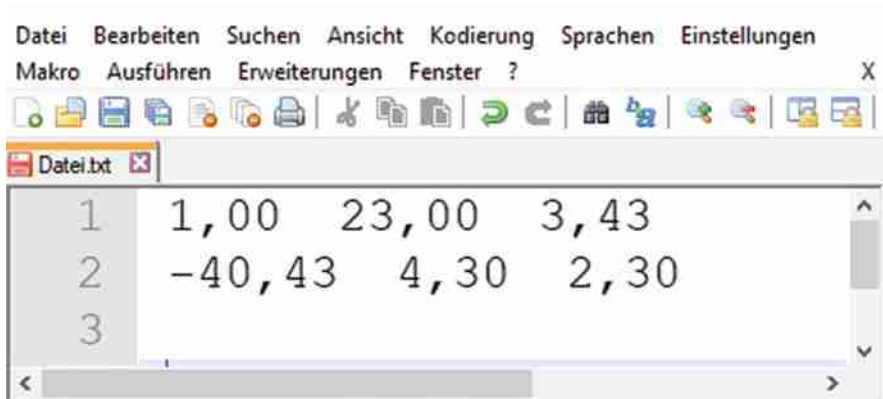 Datei Bearbeiten Suchen Ansicht Kodierung Sprachen Einstellungen
Makro Ausführen Erweiterungen Fenster ? X
Datei.txt
1 1,00 23,00 3,43
2 -40,43 4,30 2,30
3